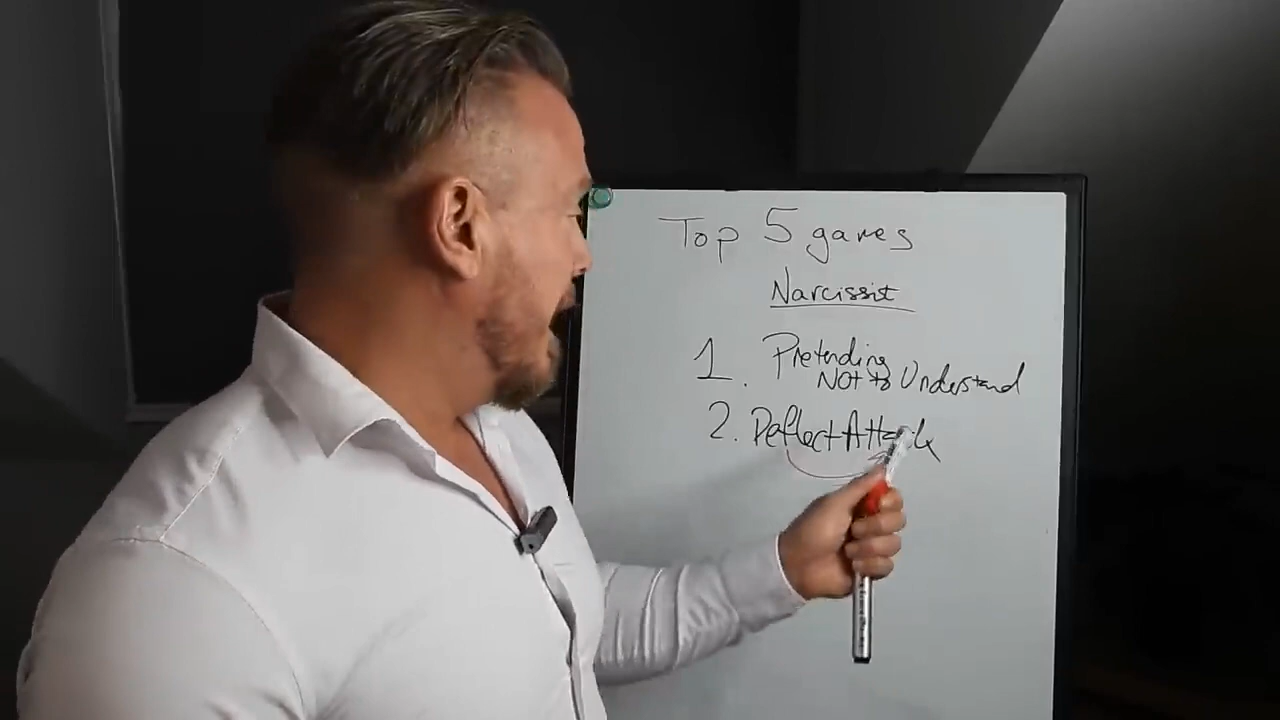 Top 5 games
Narcissist
1. Pretending
NOT to Understand
2. Deflect Attack